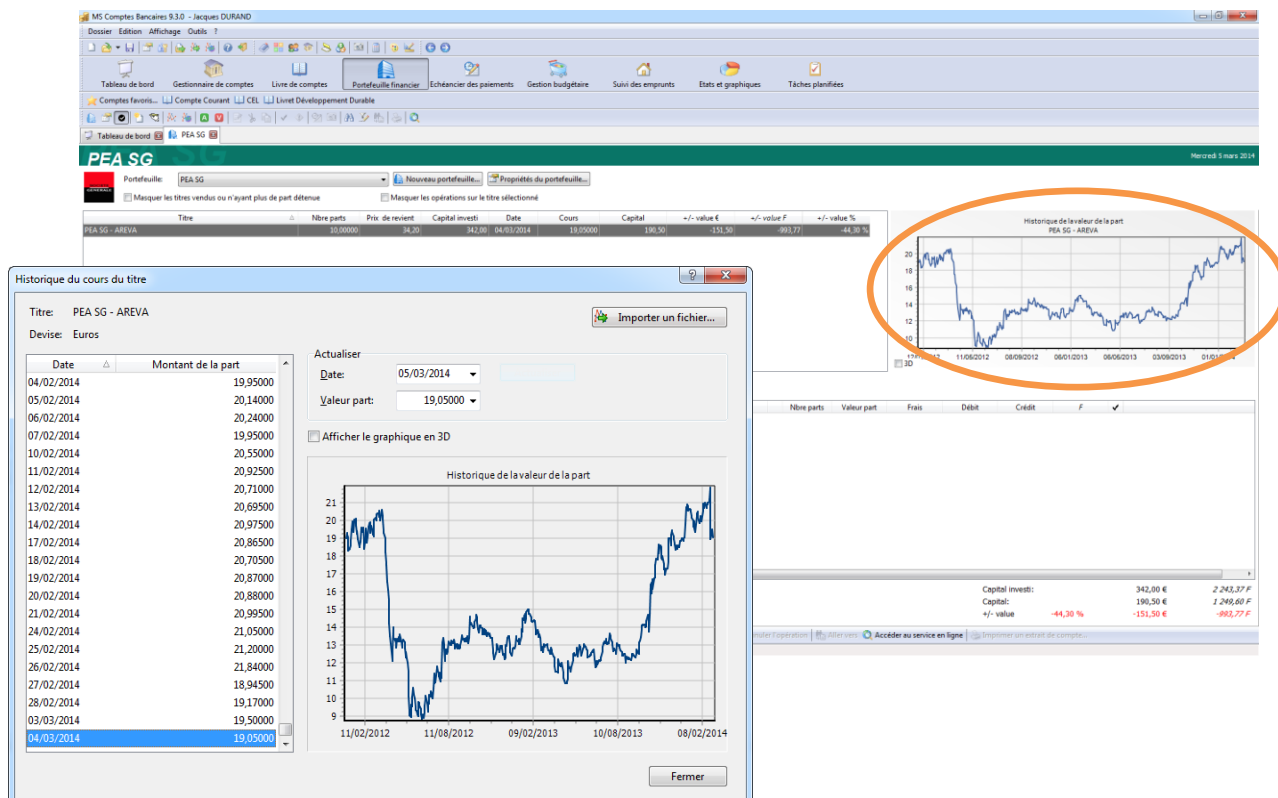 MS Comptes Bancaires 9.3.0 - Jacques DURAND
Dossier Edition Affichage Outils ?
Tableau de bord Gestionnaire de comptes Livre de comptes Portefeuille financier Echéancier des paiements Gestion budgétaire Suivi des emprunts Etats et graphiques Tâches planifiées
Comptes favoris... Compte Courant CEL Livret Développement Durable
Tableau de bord PEA SG
PEA SG Mercredi 5 mars 2014
Portefeuille: PEA SG Nouveau portefeuille... Propriétés du portefeuille...
Masquer les titres vendus ou n'ayant plus de part détenue Masquer les opérations sur le titre sélectionné
Titre Nbre parts Prix de revient Capital investi Date Cours Capital +/- value € +/- value F +/- value %
PEA SG - AREVA 10,00000 34,20 342,00 04/03/2014 19,05000 190,50 -151,50 -993,77 -44,30 %
Historique de la valeur de la part
PEA SG - AREVA
20
18
16
14
12
10
11/06/2012 08/09/2012 06/01/2013 06/06/2013 03/09/2013
3D
Nbre parts Valeur part Frais Débit Crédit F
Capital investi: 342,00 € 2 243,37 F
Capital: 190,50 € 1 249,60 F
+/- value -44,30 % -151,50 € -993,77 F
Aller vers Accéder au service en ligne Imprimer un extrait de compte...
Historique du cours du titre
Titre: PEA SG - AREVA
Importer un fichier...
Devise: Euros
Date Montant de la part
04/02/2014 19,95000
05/02/2014 20,14000
06/02/2014 20,24000
07/02/2014 19,95000
10/02/2014 20,55000
11/02/2014 20,92500
12/02/2014 20,71000
13/02/2014 20,69500
14/02/2014 20,97500
17/02/2014 20,86500
18/02/2014 20,70500
19/02/2014 20,87000
20/02/2014 20,88000
21/02/2014 20,99500
24/02/2014 21,05000
25/02/2014 21,20000
26/02/2014 21,84000
27/02/2014 18,94500
28/02/2014 19,17000
03/03/2014 19,50000
04/03/2014 19,05000
Actualiser
Date: 05/03/2014
Valeur part: 19,05000
Afficher le graphique en 3D
Historique de la valeur de la part
21
20
19
18
17
16
15
14
13
12
11
10
9
11/02/2012 11/08/2012 09/02/2013 10/08/2013 08/02/2014
Fermer